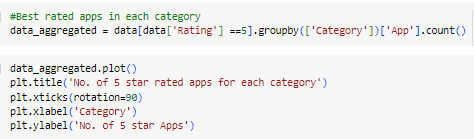 #Best rated apps in each category
data_aggregated = data[data['Rating'] ==5].groupby(['Category'])['App'].count()
data_aggregated.plot()
plt.title('No. of 5 star rated apps for each category')
plt.xticks(rotation=90)
plt.xlabel('Category')
plt.ylabel('No. of 5 star Apps')